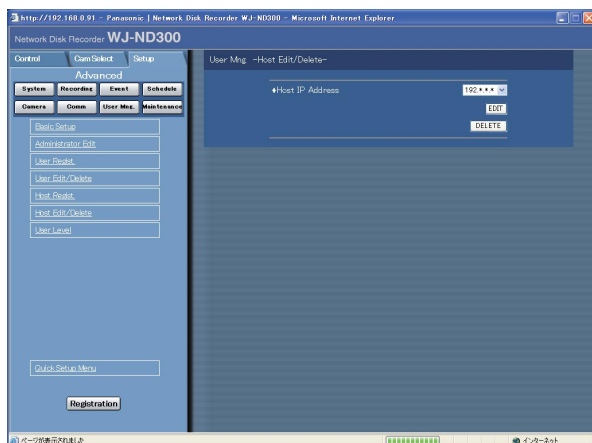 http://192.168.0.91 - Panasonic | Network Disk Recorder WJ-ND300 - Microsoft Internet Explorer
Network Disk Recorder WJ-ND300
Control Cam Select Setup
Advanced
System Recording Event Schedule
Camera Comm User Mng. Maintenance
Basic Setup
Administrator Edit
User Regist.
User Edit/Delete
Host Regist.
Host Edit/Delete
User Level
Quick Setup Menu
Registration
User Mng. -Host Edit/Delete-
♦Host IP Address 192.*.*.*
EDIT
DELETE
ページが表示されました インターネット